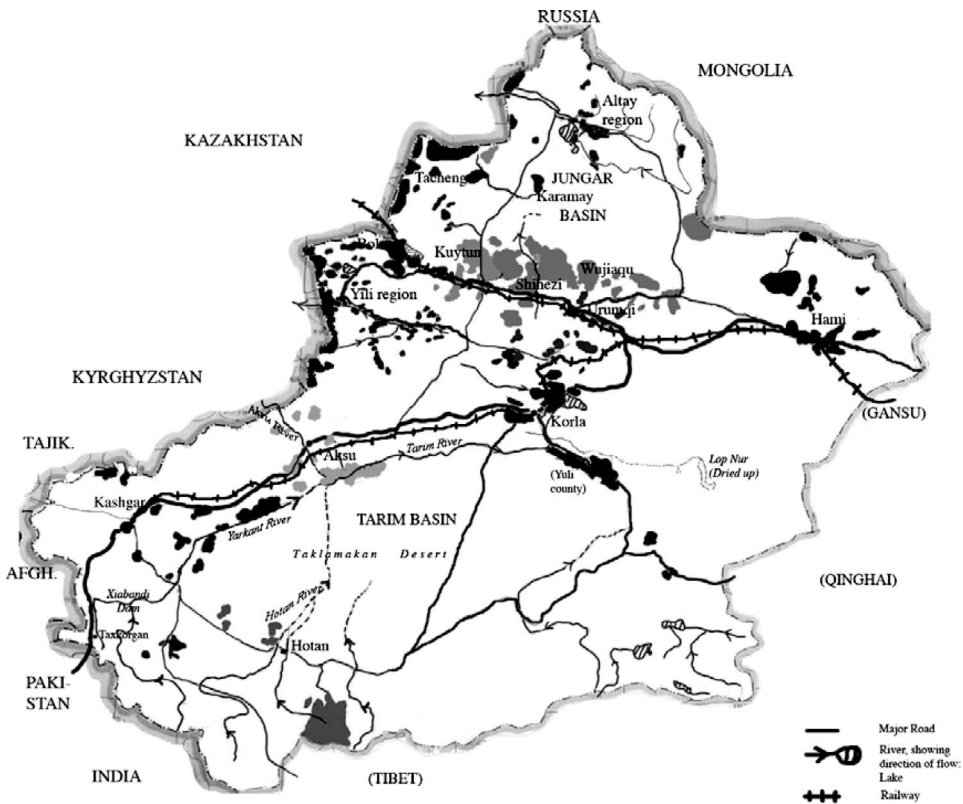 RUSSIA
MONGOLIA
KAZAKHSTAN
Altay
region
Tacheng
JUNGAR
Karamay
BASIN
Kuytun
Wujiaqu
Shihezi
Yili region
Urumqi
Hami
KYRGHYZSTAN
(GANSU)
Aksu River
Korla
TAJIK.
Aksu
Tarim River
Lop Nur
(Dried up)
(Yuli
county)
Kashgar
Yarkant River
TARIM BASIN
Taklamakan Desert
AFGH.
(QINGHAI)
Xiabandi
Dam
Hotan River
Taxkorgan
Hotan
PAKI-
STAN
INDIA
(TIBET)
Major Road
River, showing
direction of flow:
Lake
Railway